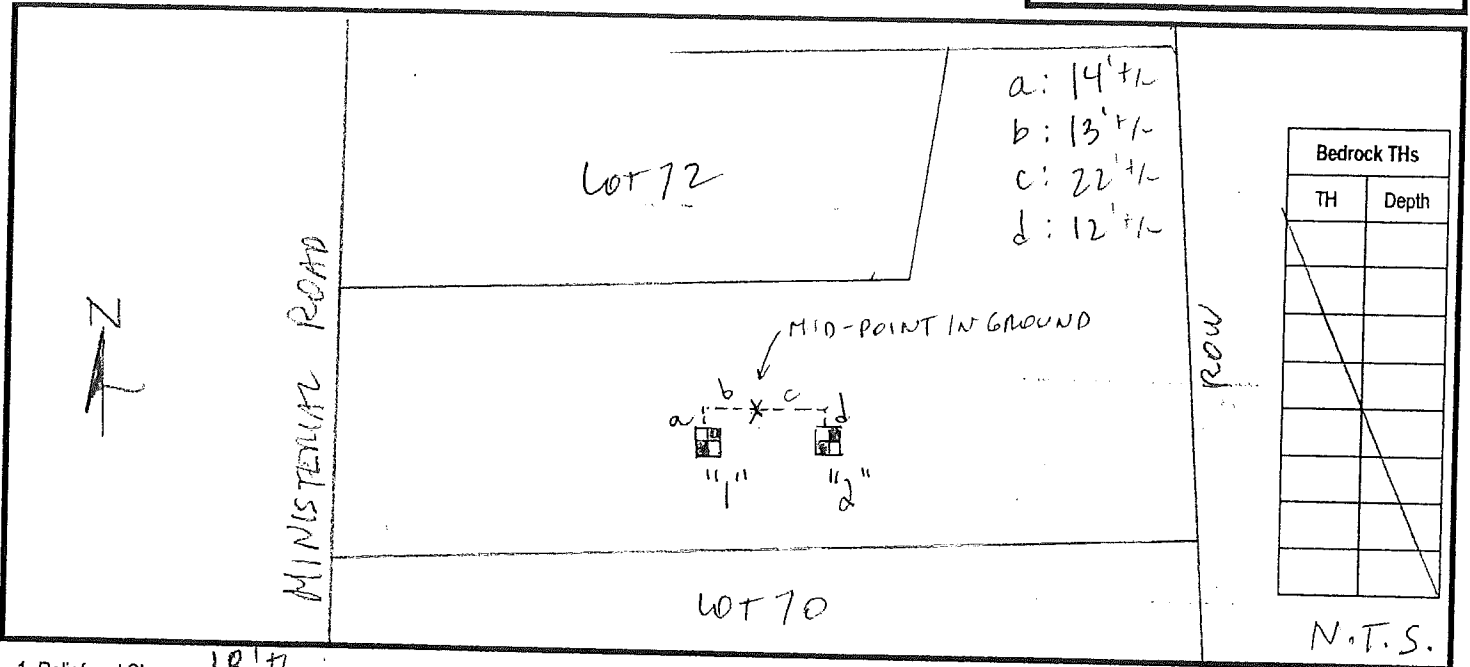 a: 14'+/-
b: 13'+/-
c: 22'+/-
d: 12'+/-
LOT 72
Bedrock THs
TH Depth
N
MINISTERIAL ROAD
MID-POINT IN GROUND
ROW
b c
a d
"1" "2"
LOT 70
N.T.S.
18'+/-